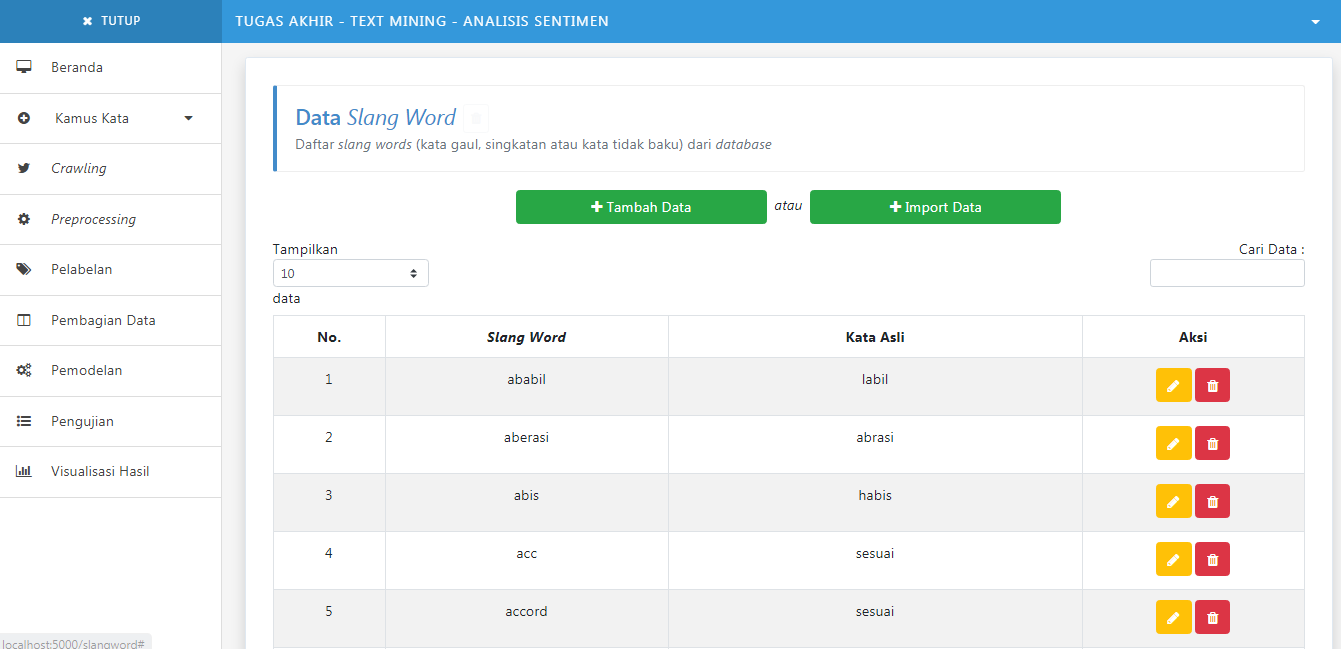 TUTUP
TUGAS AKHIR - TEXT MINING - ANALISIS SENTIMEN
Beranda
Kamus Kata
Crawling
Preprocessing
Pelabelan
Pembagian Data
Pemodelan
Pengujian
Visualisasi Hasil
Data Slang Word
Daftar slang words (kata gaul, singkatan atau kata tidak baku) dari database
Tambah Data atau Import Data
Tampilkan
10
data
Cari Data :
No. Slang Word Kata Asli Aksi
1 ababil labil
2 aberasi abrasi
3 abis habis
4 acc sesuai
5 accord sesuai
localhost:5000/slangword#